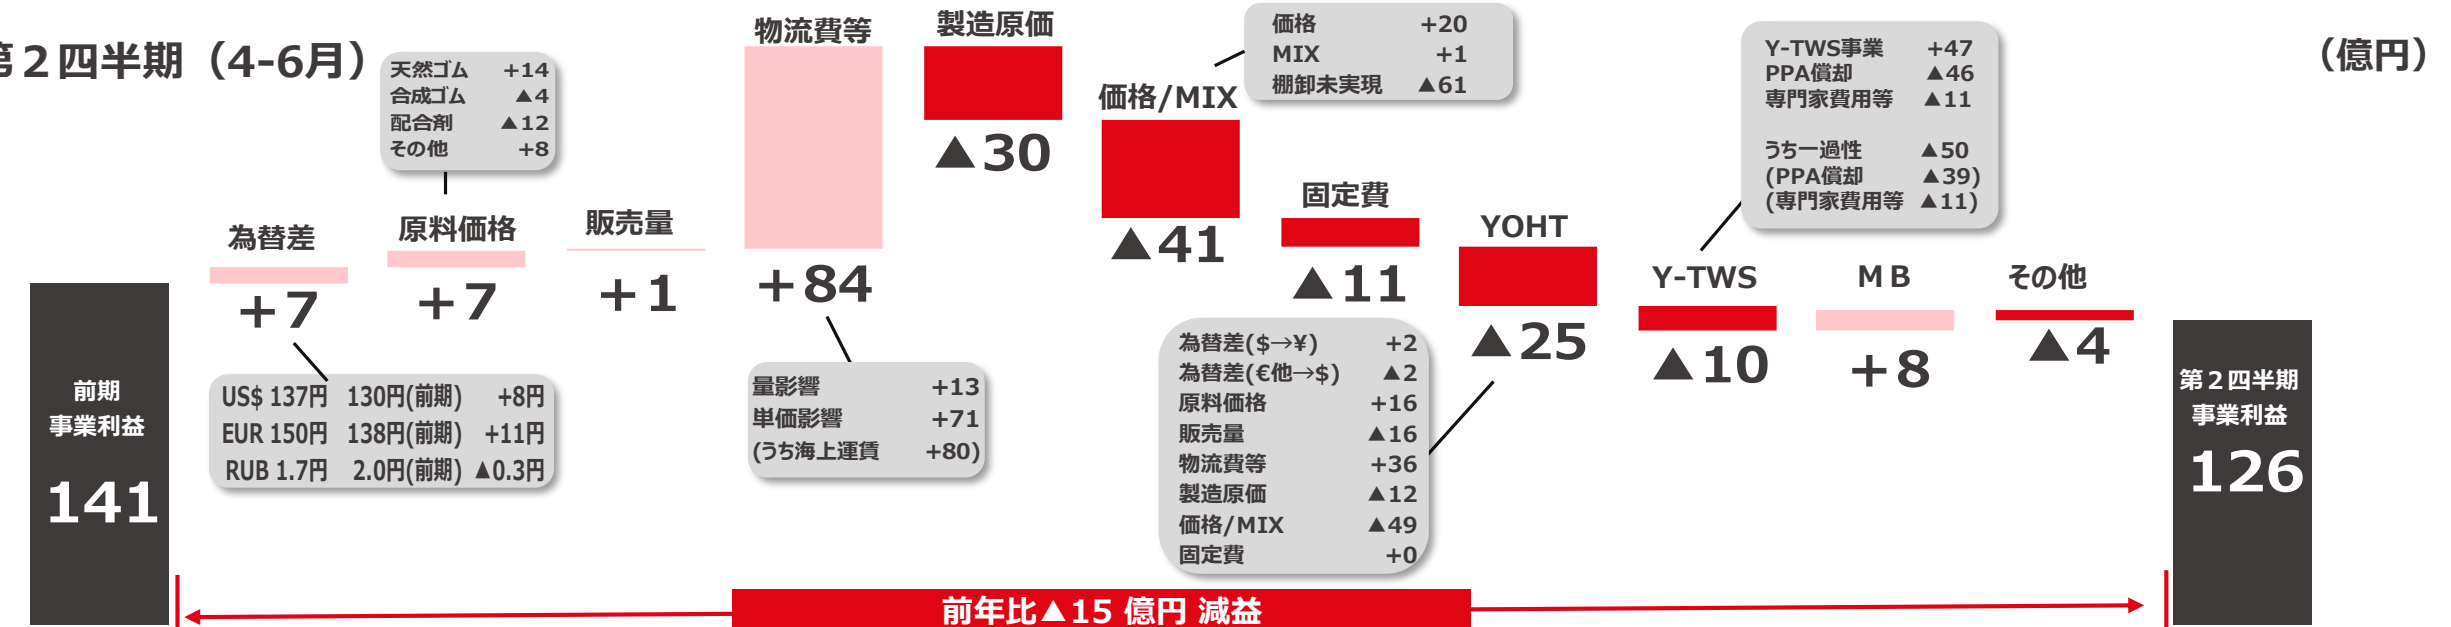 第２四半期（4-6月）
（億円）
天然ゴム +14
合成ゴム ▲4
配合剤 ▲12
その他 +8
物流費等
製造原価
▲30
価格/MIX
▲41
価格 +20
MIX +1
棚卸未実現 ▲61
Y-TWS事業 +47
PPA償却 ▲46
専門家費用等 ▲11
うち一過性 ▲50
(PPA償却 ▲39)
(専門家費用等 ▲11)
為替差
+7
原料価格
+7
販売量
+1
+84
固定費
▲11
YOHT
▲25
Y-TWS
▲10
ＭＢ
+8
その他
▲4
前期
事業利益
141
US$ 137円 130円(前期) +8円
EUR 150円 138円(前期) +11円
RUB 1.7円 2.0円(前期) ▲0.3円
量影響 +13
単価影響 +71
(うち海上運賃 +80)
為替差($→¥) +2
為替差(€他→$) ▲2
原料価格 +16
販売量 ▲16
物流費等 +36
製造原価 ▲12
価格/MIX ▲49
固定費 +0
第２四半期
事業利益
126
前年比▲15 億円 減益